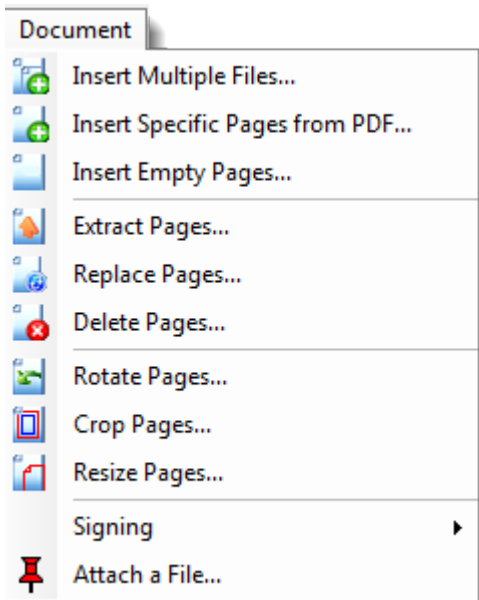 Document
Insert Multiple Files...
Insert Specific Pages from PDF...
Insert Empty Pages...
Extract Pages...
Replace Pages...
Delete Pages...
Rotate Pages...
Crop Pages...
Resize Pages...
Signing
Attach a File...